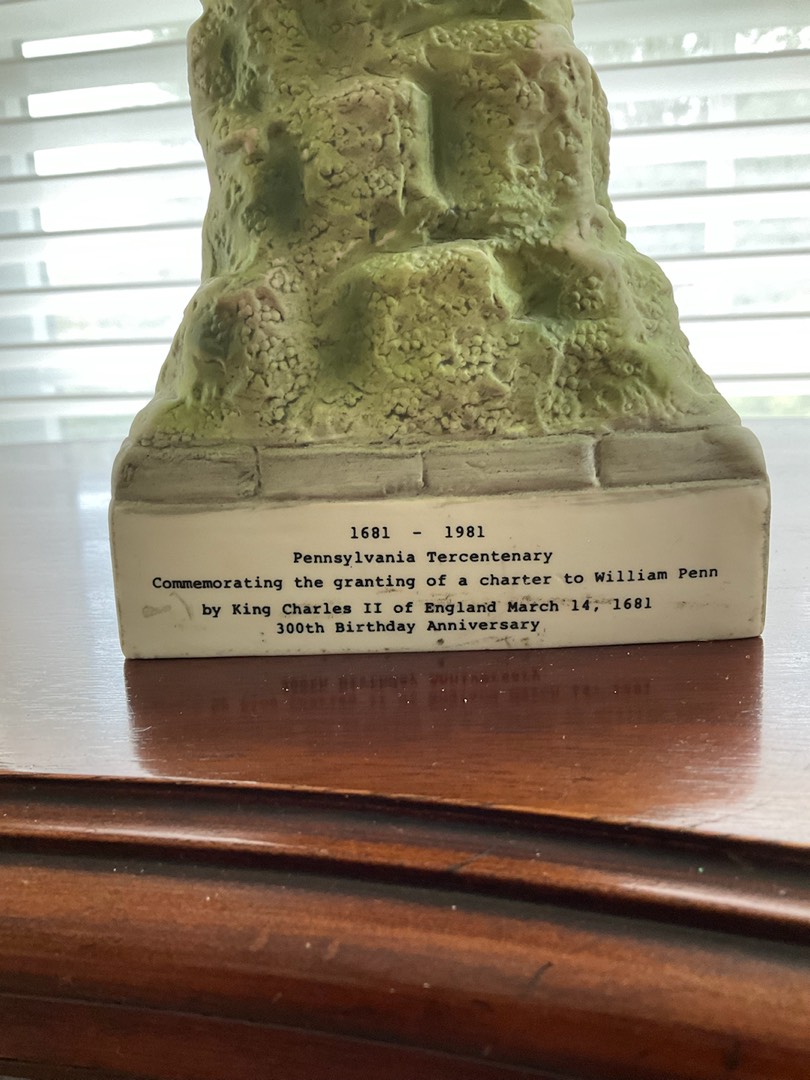 1681 - 1981
Pennsylvania Tercentenary
Commemorating the granting of a charter to William Penn
by King Charles II of England March 14, 1681
300th Birthday Anniversary